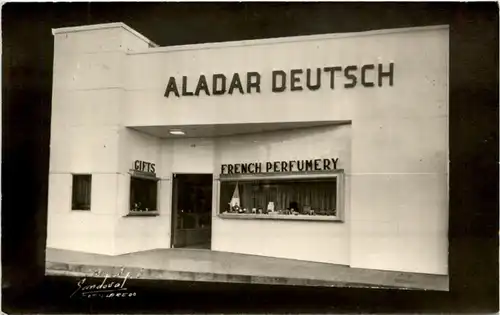 ALADAR DEUTSCH
GIFTS
FRENCH PERFUMERY
Sandoval